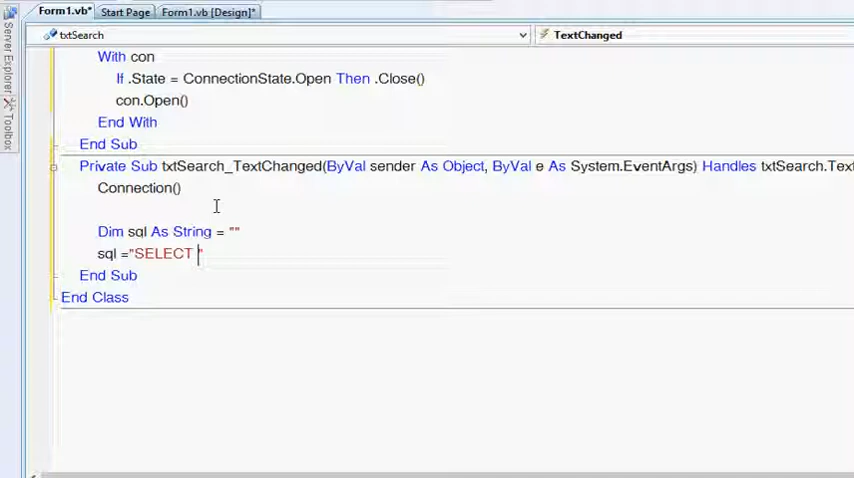 Form1.vb* Start Page Form1.vb [Design]*
Server Explorer
Toolbox
txtSearch TextChanged
With con
If .State = ConnectionState.Open Then .Close()
con.Open()
End With
End Sub
Private Sub txtSearch_TextChanged(ByVal sender As Object, ByVal e As System.EventArgs) Handles txtSearch.Text
Connection()
Dim sql As String = ""
sql ="SELECT "
End Sub
End Class